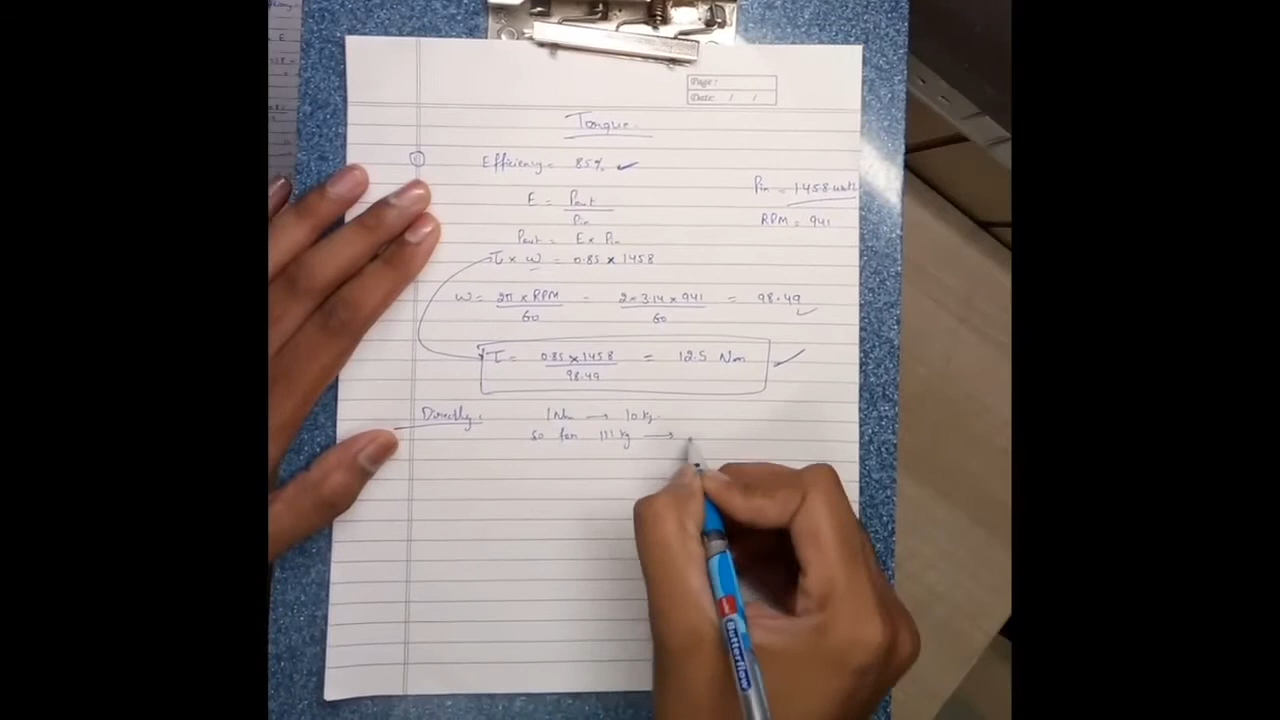 Page:
Date: / /
Torque
Efficiency = 85% ✓
Pin = 1458 watt
RPM = 941
E = Pout / Pin
Pout = E × Pin
τ × ω = 0.85 × 1458
ω = 2π × RPM / 60 = 2 × 3.14 × 941 / 60 = 98.49 ✓
τ = 0.85 × 1458 / 98.49 = 12.5 Nm ✓
Directly:
1 Nm → 10 kg.
so for 111 kg →
Butterflow